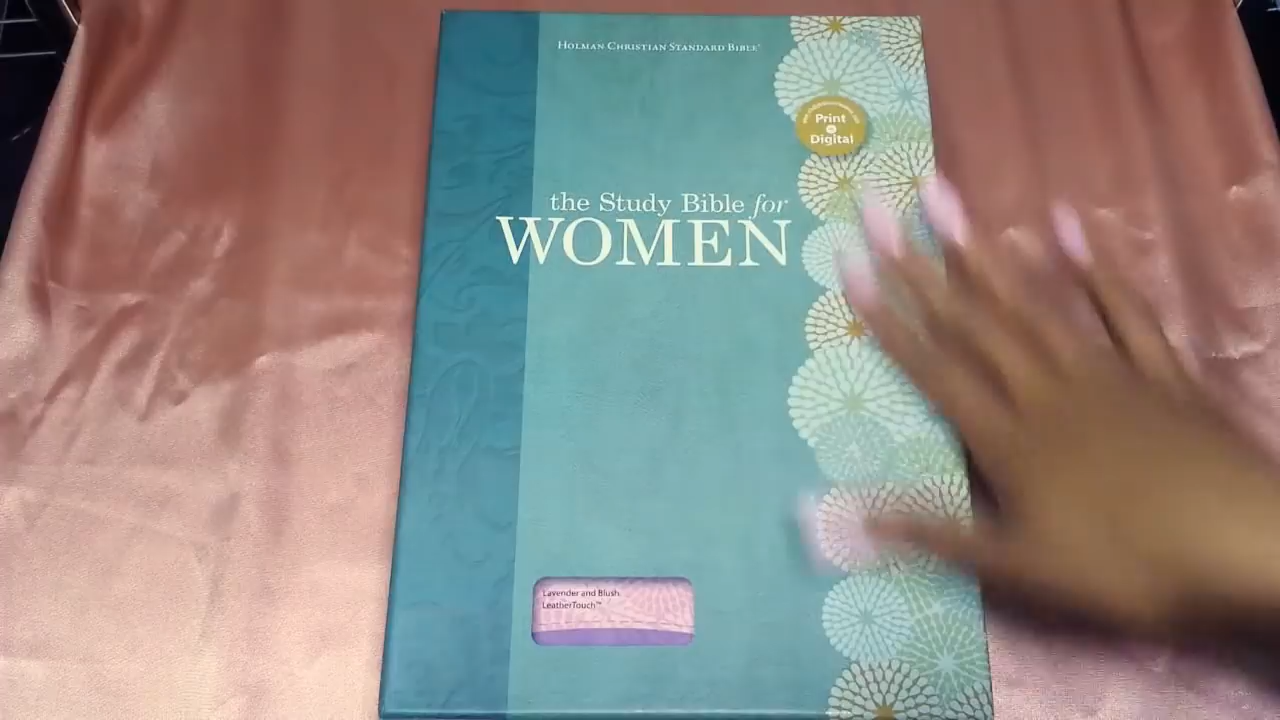 HOLMAN CHRISTIAN STANDARD BIBLE®
Print
Digital
the Study Bible for
WOMEN
Lavender and Blush
LeatherTouch™